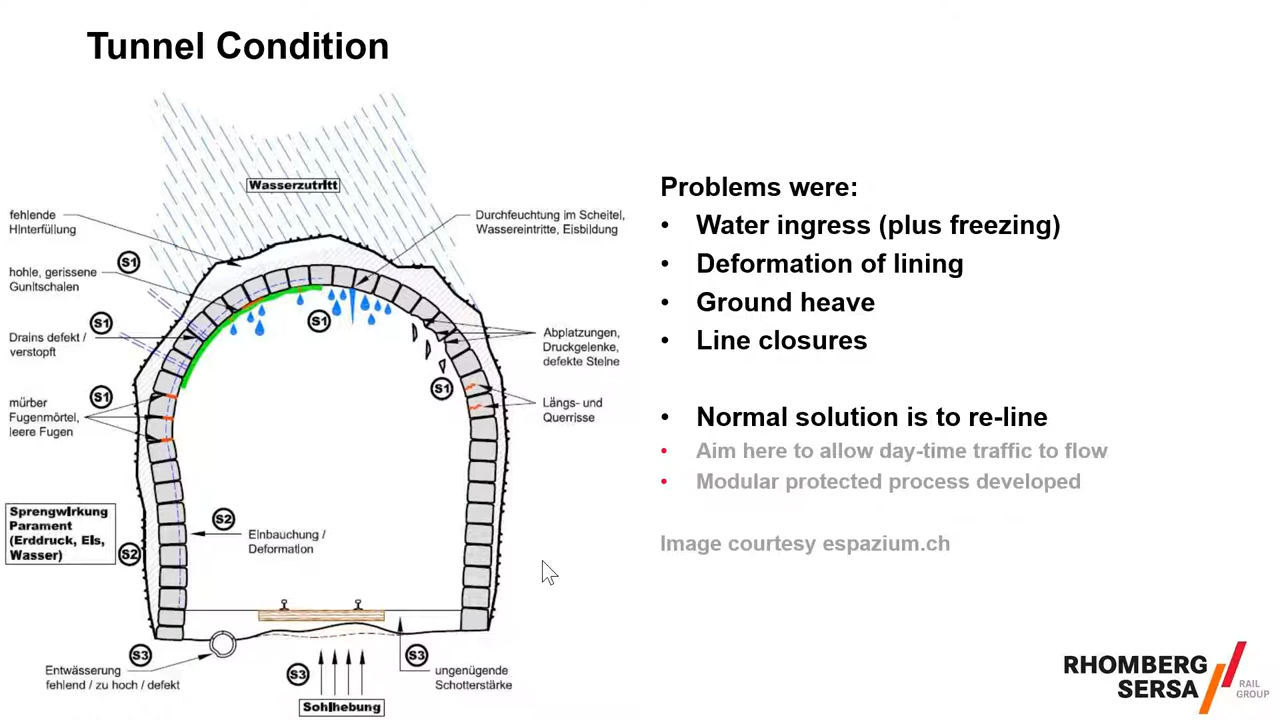 Tunnel Condition
Wasserzutritt
fehlende
Hinterfüllung
S1
hohle, gerissene
Gunitschalen
S1
Drains defekt /
verstopft
S1
mürber
Fugenmörtel,
leere Fugen
Sprengwirkung
Parament
(Erddruck, Eis,
Wasser)
S2
Durchfeuchtung im Scheitel,
Wassereintritte, Eisbildung
S1
Abplatzungen,
Druckgelenke,
defekte Steine
S1
Längs- und
Querrisse
S2
Einbauchung /
Deformation
S3
Entwässerung
fehlend / zu hoch / defekt
S3
Sohlhebung
S3
ungenügende
Schotterstärke
Problems were:
• Water ingress (plus freezing)
• Deformation of lining
• Ground heave
• Line closures
• Normal solution is to re-line
• Aim here to allow day-time traffic to flow
• Modular protected process developed
Image courtesy espazium.ch
RHOMBERG
SERSA
RAIL
GROUP